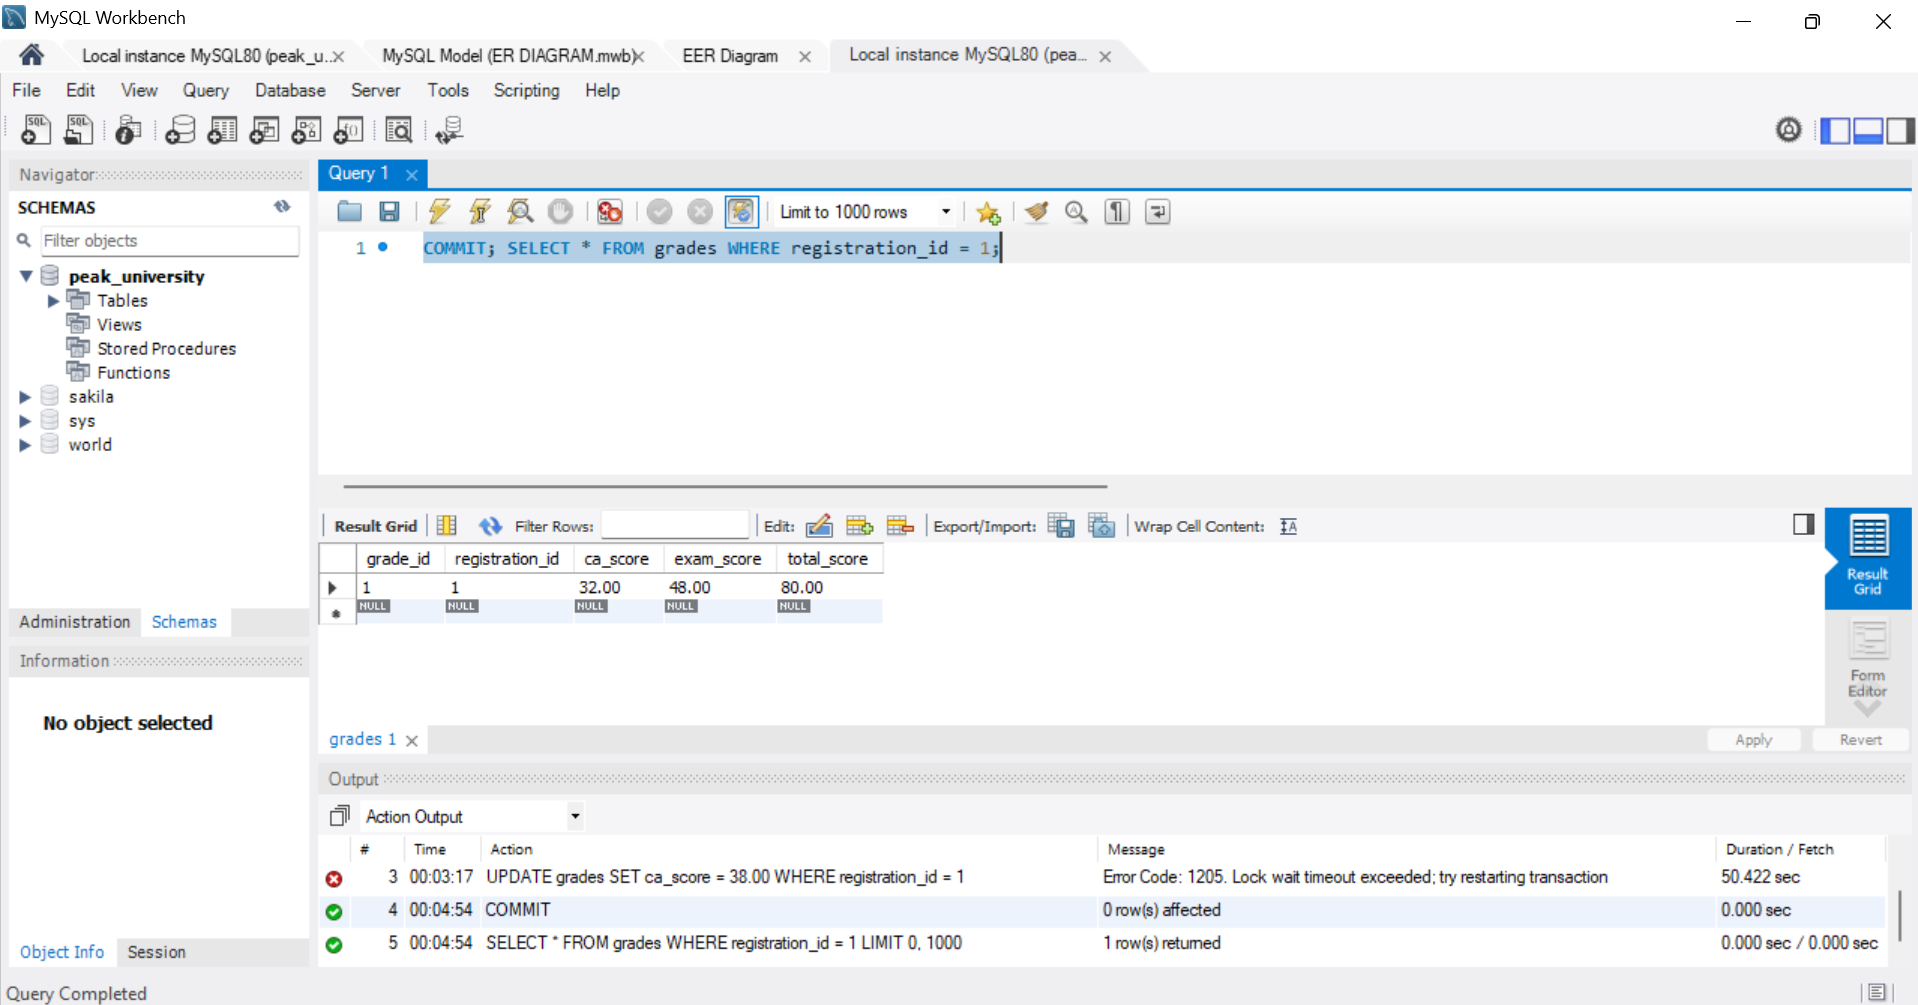 MySQL Workbench
Local instance MySQL80 (peak_u... MySQL Model (ER DIAGRAM.mwb) EER Diagram Local instance MySQL80 (pea...
File Edit View Query Database Server Tools Scripting Help
Navigator
SCHEMAS
Filter objects
peak_university
Tables
Views
Stored Procedures
Functions
sakila
sys
world
Administration Schemas
Information
No object selected
Object Info Session
Query 1
Limit to 1000 rows
1 COMMIT; SELECT * FROM grades WHERE registration_id = 1;
Result Grid Filter Rows: Edit: Export/Import: Wrap Cell Content:
grade_id registration_id ca_score exam_score total_score
1 1 32.00 48.00 80.00
NULL NULL NULL NULL NULL
Result
Grid
Form
Editor
grades 1 Apply Revert
Output
Action Output
# Time Action Message Duration / Fetch
3 00:03:17 UPDATE grades SET ca_score = 38.00 WHERE registration_id = 1 Error Code: 1205. Lock wait timeout exceeded; try restarting transaction 50.422 sec
4 00:04:54 COMMIT 0 row(s) affected 0.000 sec
5 00:04:54 SELECT * FROM grades WHERE registration_id = 1 LIMIT 0, 1000 1 row(s) returned 0.000 sec / 0.000 sec
Query Completed